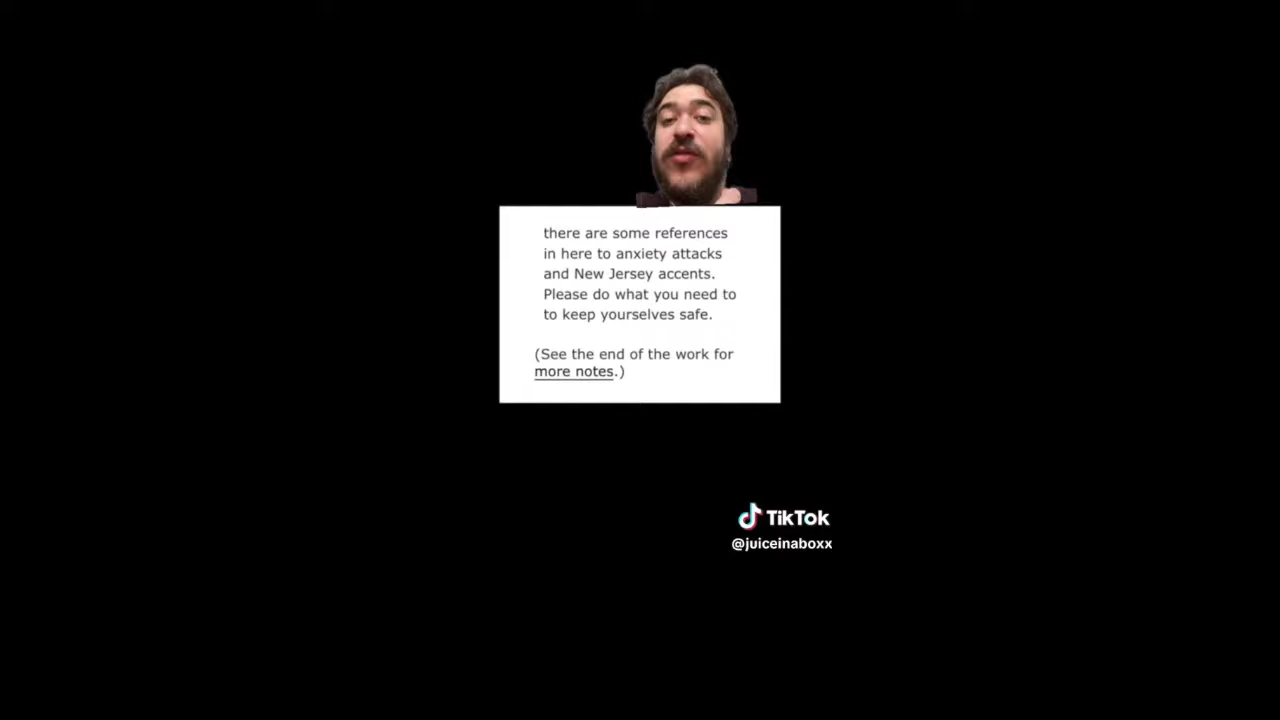 there are some references
in here to anxiety attacks
and New Jersey accents.
Please do what you need to
to keep yourselves safe.
(See the end of the work for
more notes.)
TikTok
@juiceinaboxx